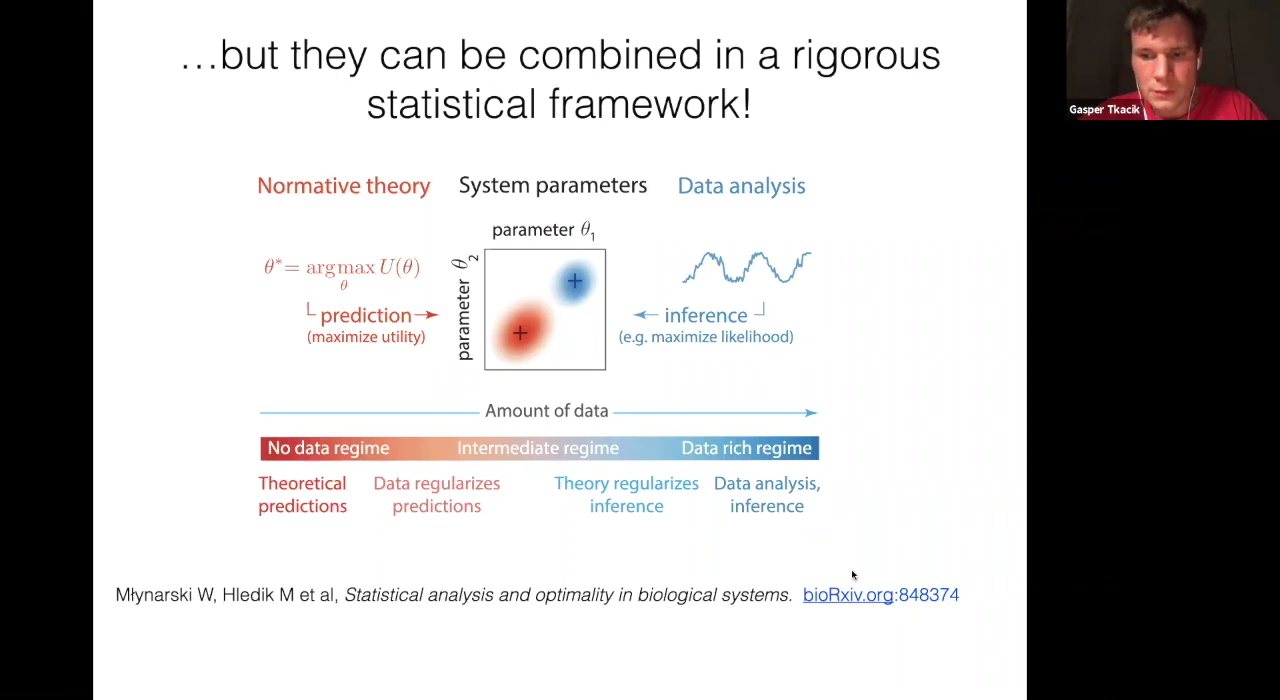 …but they can be combined in a rigorous
statistical framework!
Gasper Tkacik
Normative theory
System parameters
Data analysis
parameter θ1
parameter θ2
θ* = argmax U(θ)
θ
prediction
(maximize utility)
inference
(e.g. maximize likelihood)
Amount of data
No data regime
Intermediate regime
Data rich regime
Theoretical
predictions
Data regularizes
predictions
Theory regularizes
inference
Data analysis,
inference
Młynarski W, Hledik M et al, Statistical analysis and optimality in biological systems. bioRxiv.org:848374